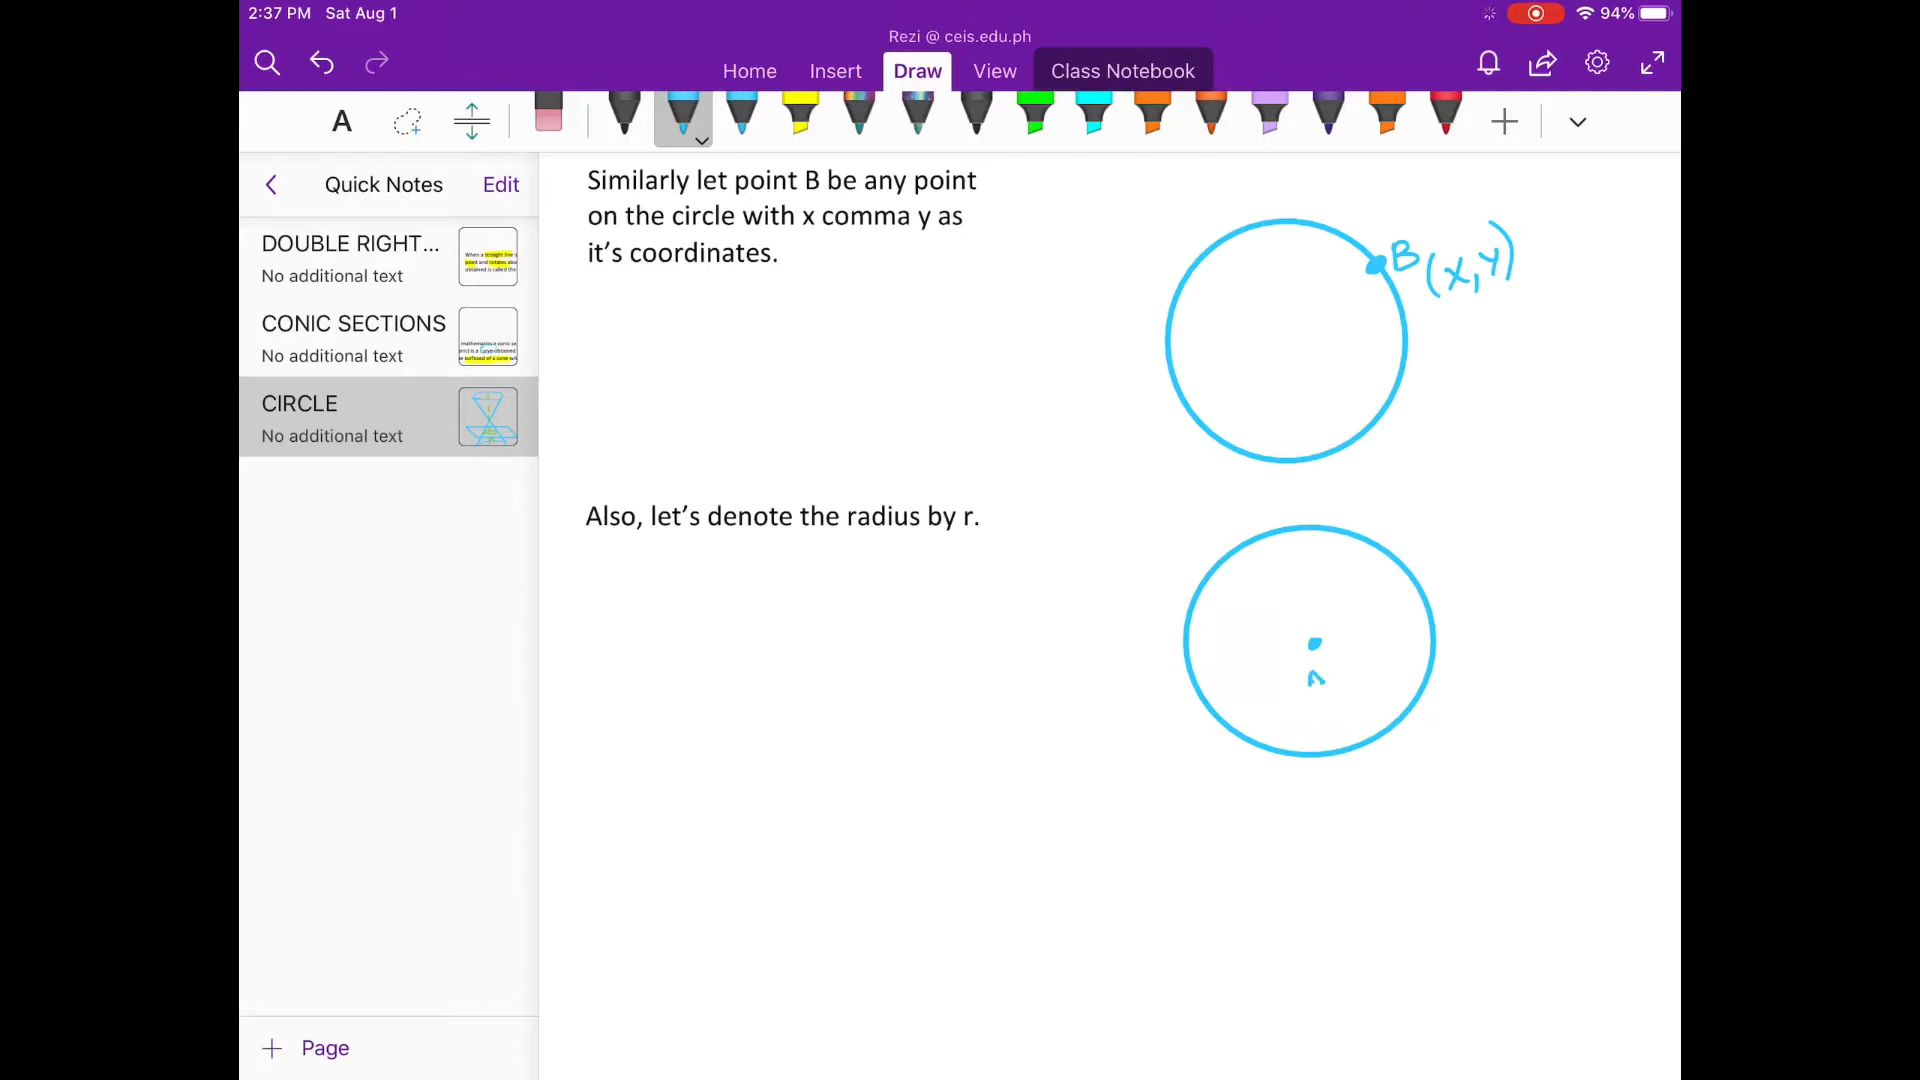 2:37 PM Sat Aug 1
94%
Rezi @ ceis.edu.ph
Home Insert Draw View Class Notebook
A
Quick Notes Edit
DOUBLE RIGHT...
No additional text
CONIC SECTIONS
No additional text
CIRCLE
No additional text
Page
Similarly let point B be any point
on the circle with x comma y as
it's coordinates.
B (x,y)
Also, let's denote the radius by r.